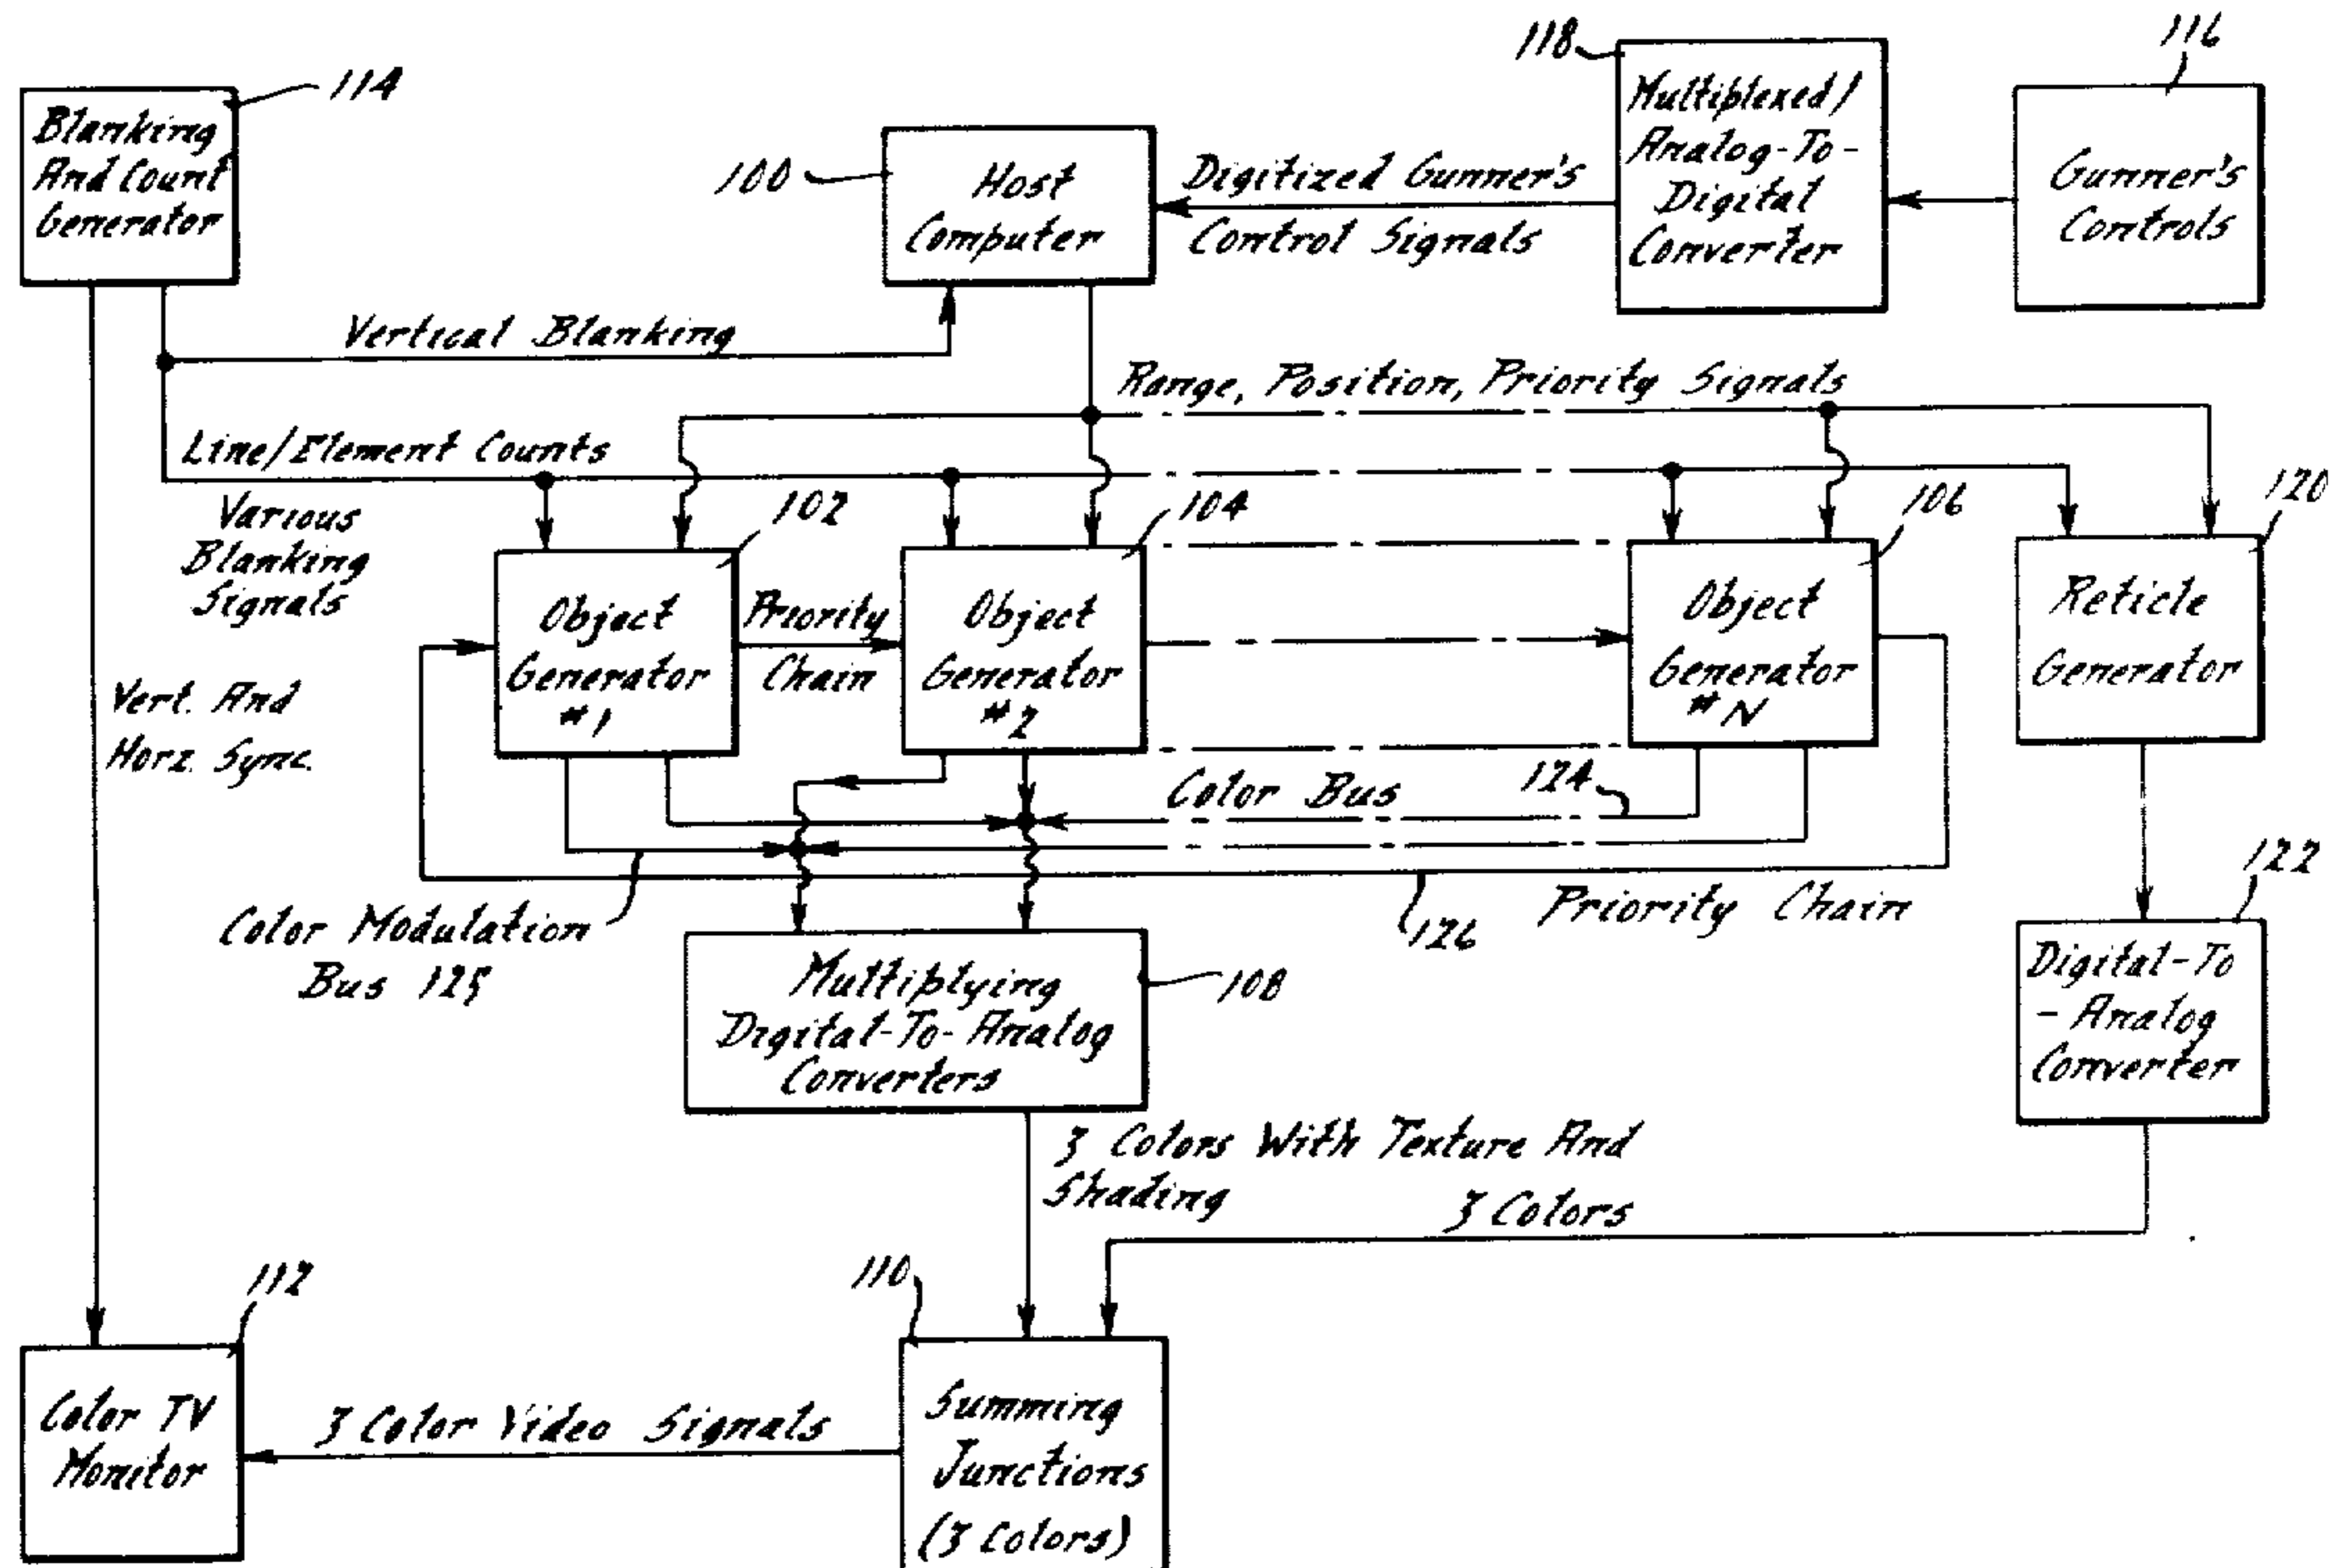 118
116
114
Blanking
And Count
Generator
Multiplexed/
Analog-To-
Digital
Converter
Gunner's
Controls
100
Host
Computer
Digitized Gunner's
Control Signals
Vertical Blanking
Range, Position, Priority Signals
Line/Element Counts
Various
Blanking
Signals
102
104
106
120
Object
Generator
#1
Priority
Chain
Object
Generator
#2
Object
Generator
#N
Reticle
Generator
Vert. And
Horz. Sync.
Color Bus
124
122
Color Modulation
Bus 125
126
Priority Chain
Multiplying
Digital-To-Analog
Converters
108
Digital-To
-Analog
Converter
3 Colors With Texture And
Shading
3 Colors
112
110
Color TV
Monitor
3 Color Video Signals
Summing
Junctions
(3 Colors)